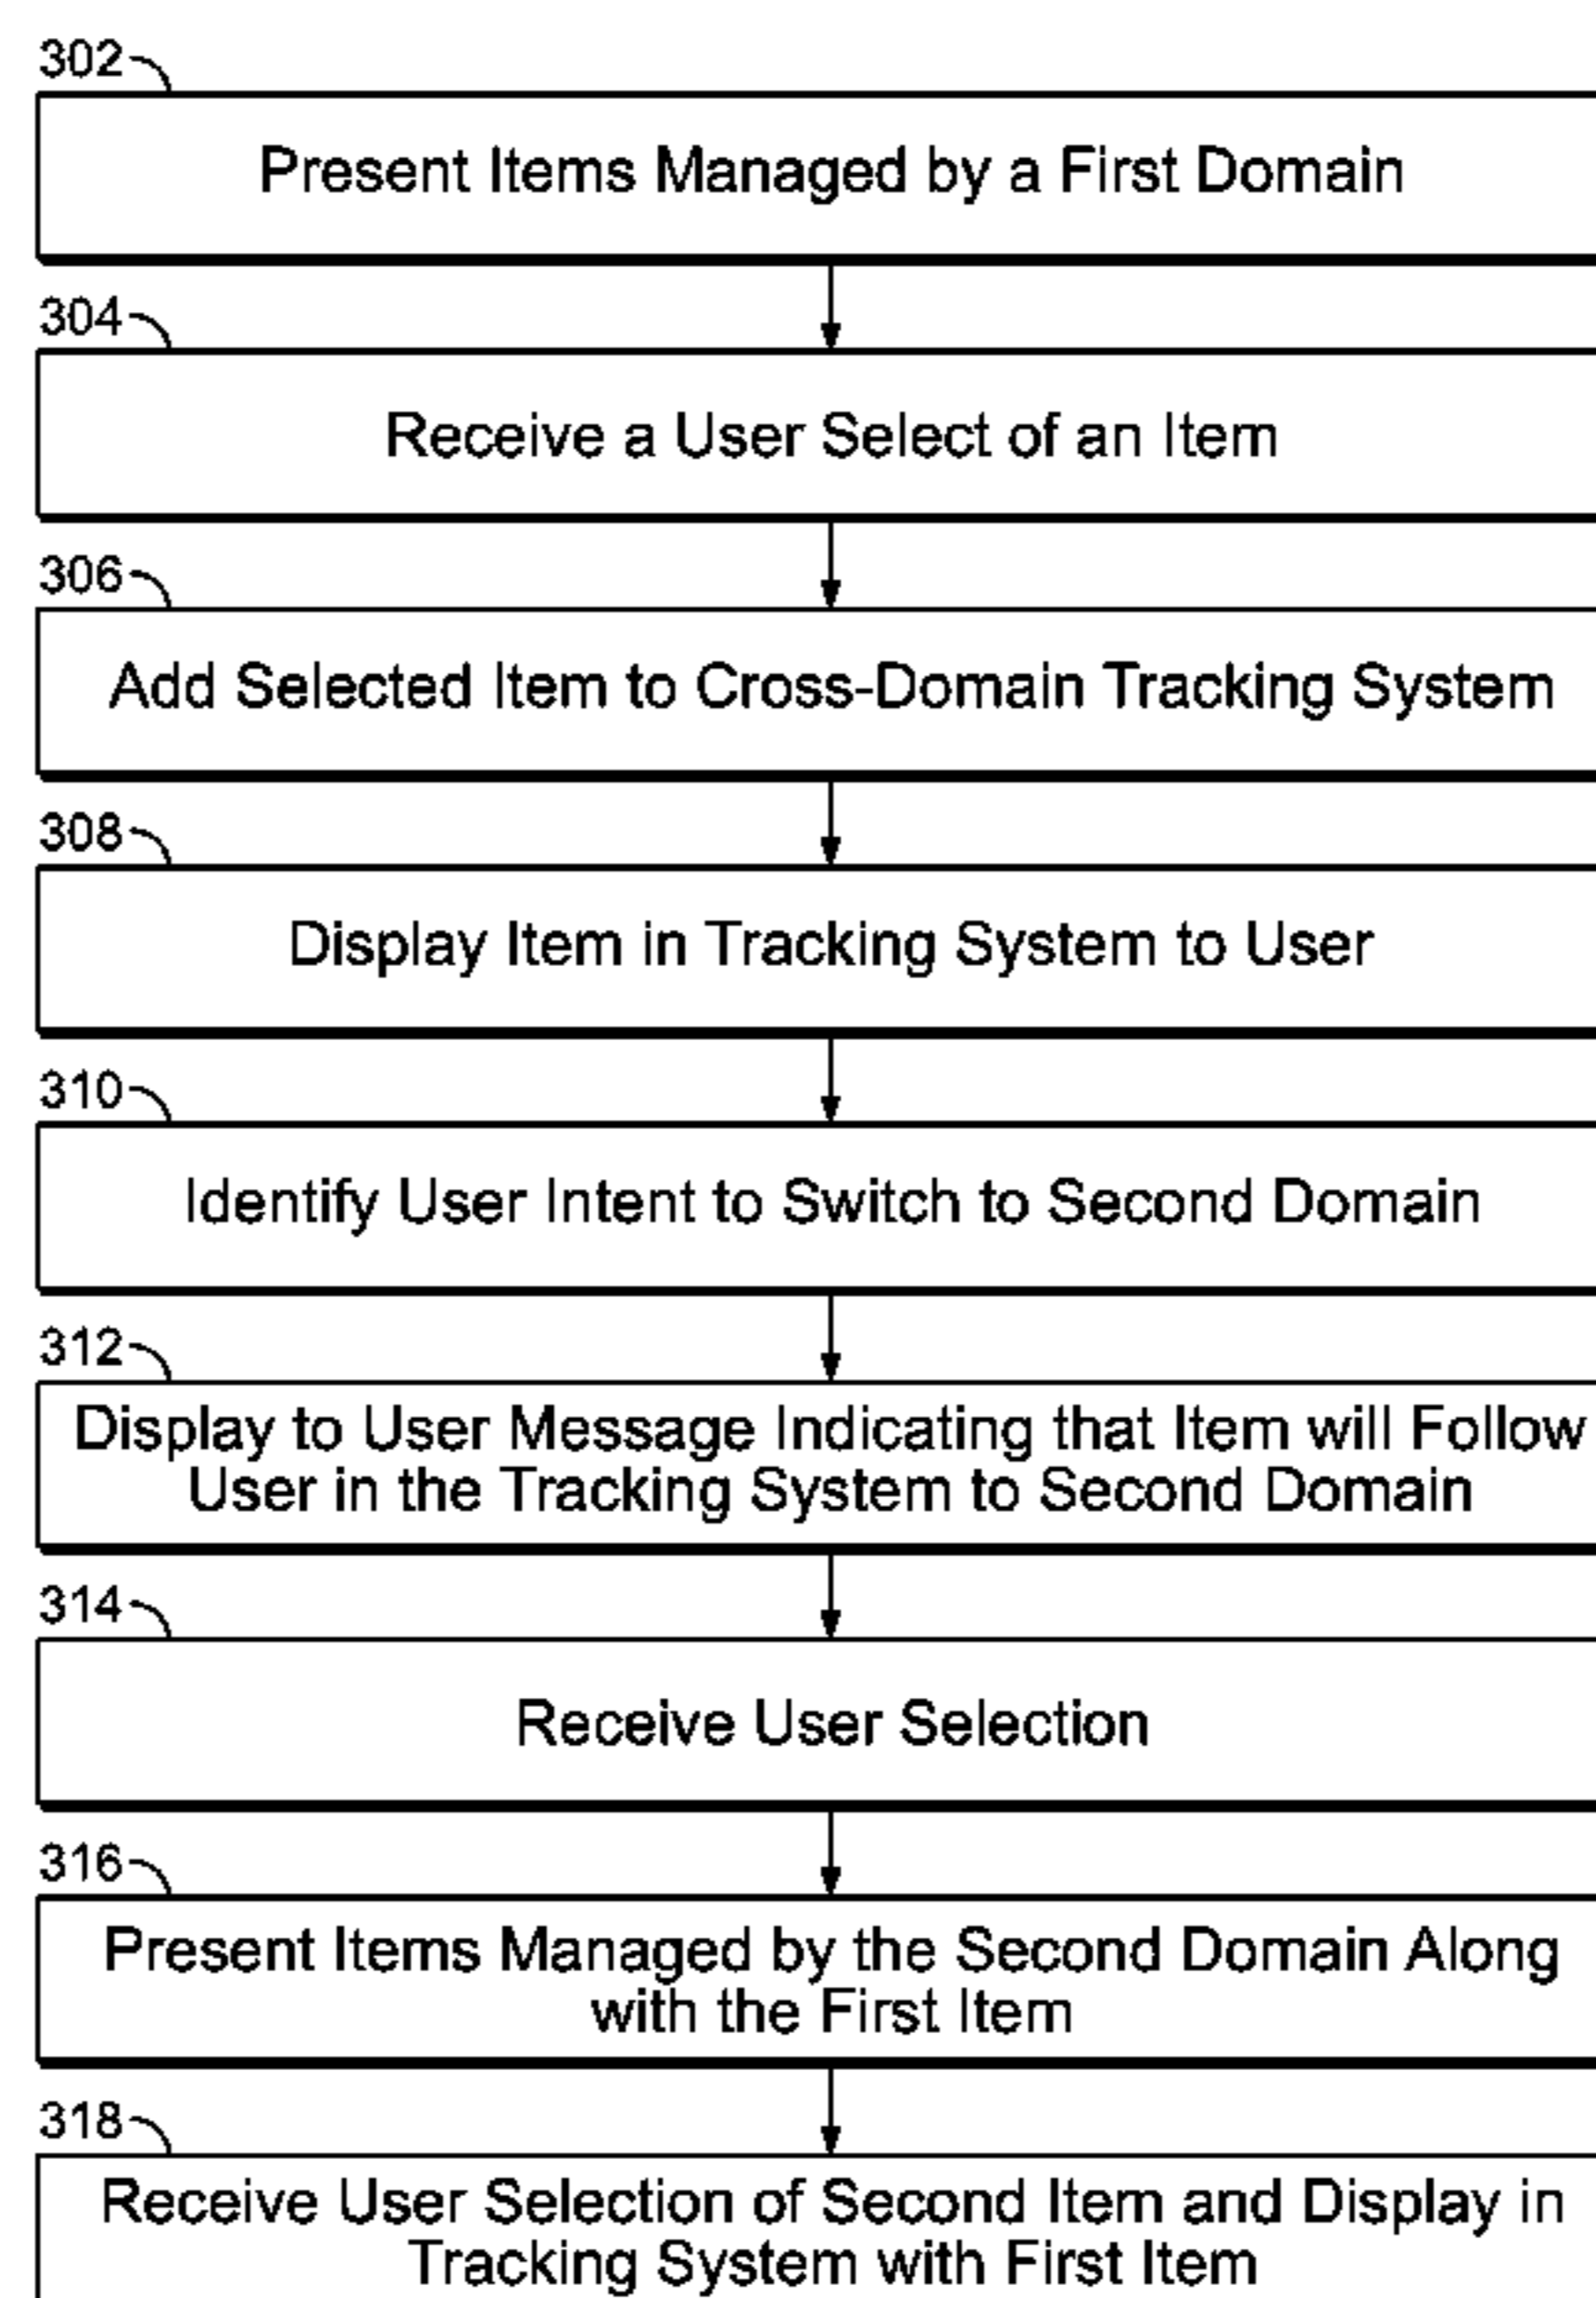 302
Present Items Managed by a First Domain
304
Receive a User Select of an Item
306
Add Selected Item to Cross-Domain Tracking System
308
Display Item in Tracking System to User
310
Identify User Intent to Switch to Second Domain
312
Display to User Message Indicating that Item will Follow
User in the Tracking System to Second Domain
314
Receive User Selection
316
Present Items Managed by the Second Domain Along
with the First Item
318
Receive User Selection of Second Item and Display in
Tracking System with First Item